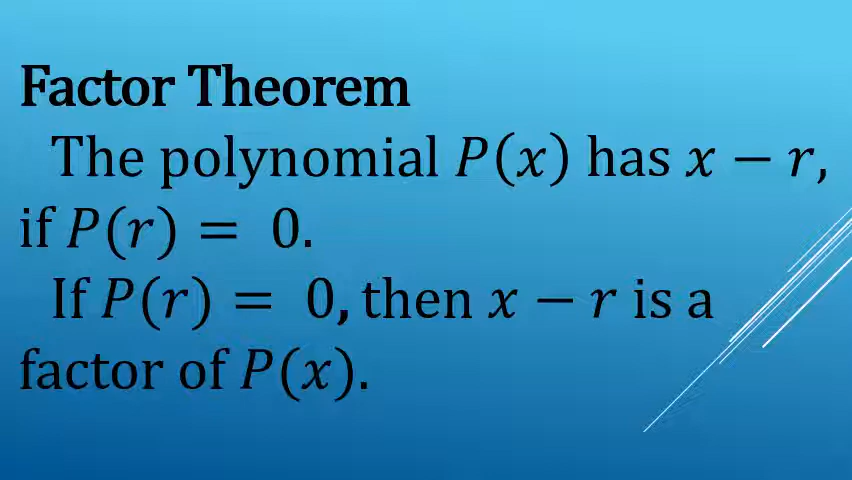 Factor Theorem
The polynomial P(x) has x − r,
if P(r) = 0.
If P(r) = 0, then x − r is a
factor of P(x).